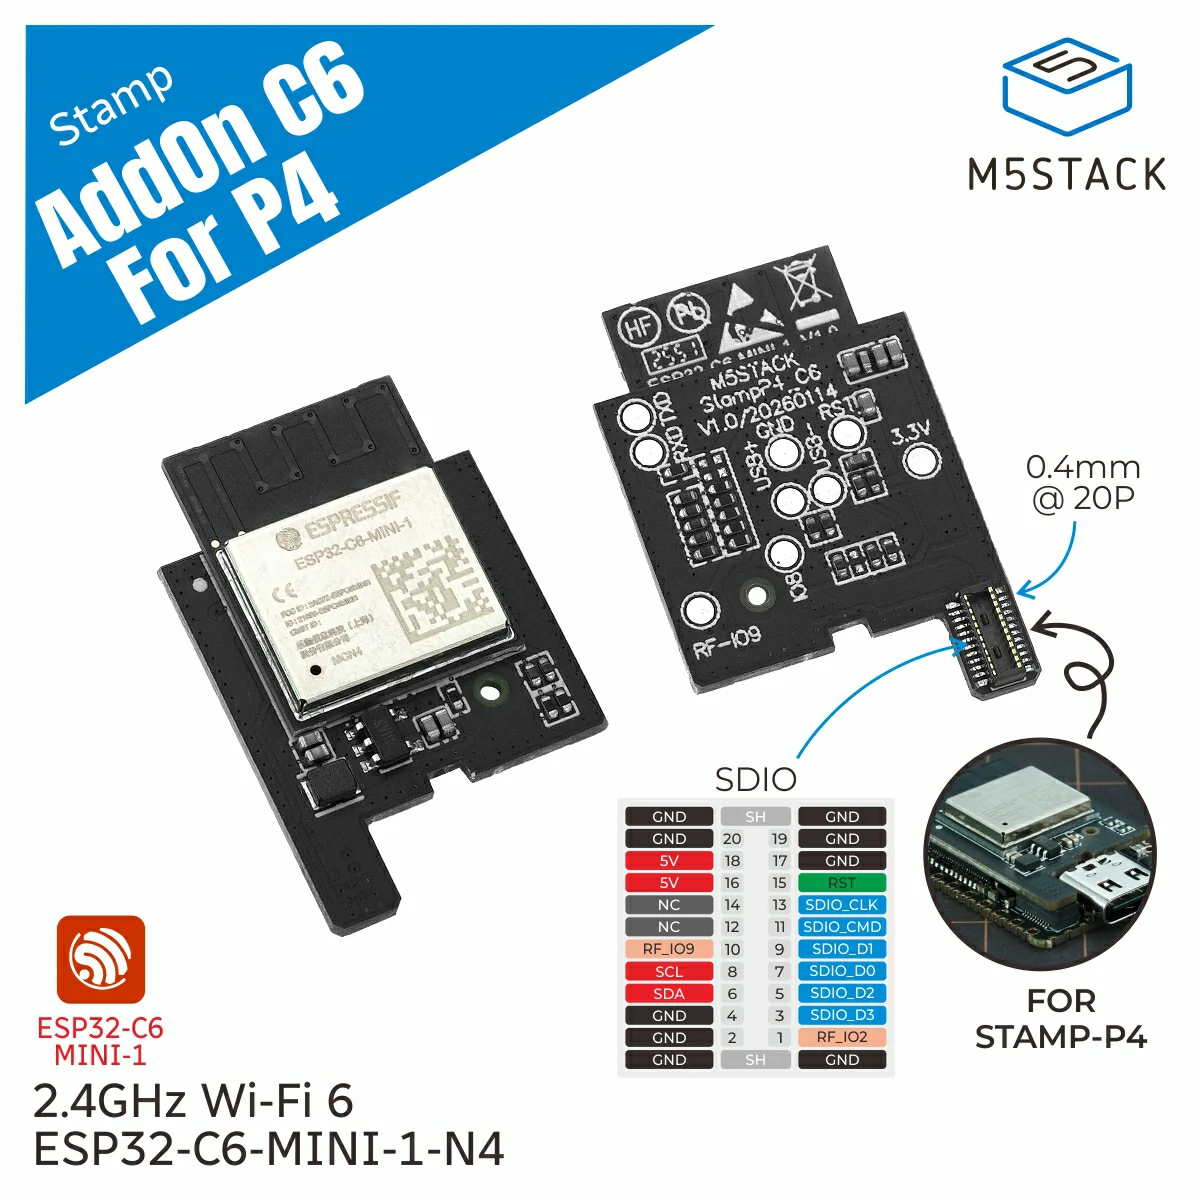 Stamp
AddOn C6
For P4
M5STACK
HF
Pb
2551
M5STACK
StampP4 C6
V1.0/20260114
TXD
RXD
GND
USB+
USB-
RST
3.3V
IO8
RF-IO9
0.4mm
@ 20P
ESPRESSIF
ESP32-C6-MINI-1
CE
MCN4
SDIO
GND SH GND
GND 20 19 GND
5V 18 17 GND
5V 16 15 RST
NC 14 13 SDIO_CLK
NC 12 11 SDIO_CMD
RF_IO9 10 9 SDIO_D1
SCL 8 7 SDIO_D0
SDA 6 5 SDIO_D2
GND 4 3 SDIO_D3
GND 2 1 RF_IO2
GND SH GND
FOR
STAMP-P4
ESP32-C6
MINI-1
2.4GHz Wi-Fi 6
ESP32-C6-MINI-1-N4